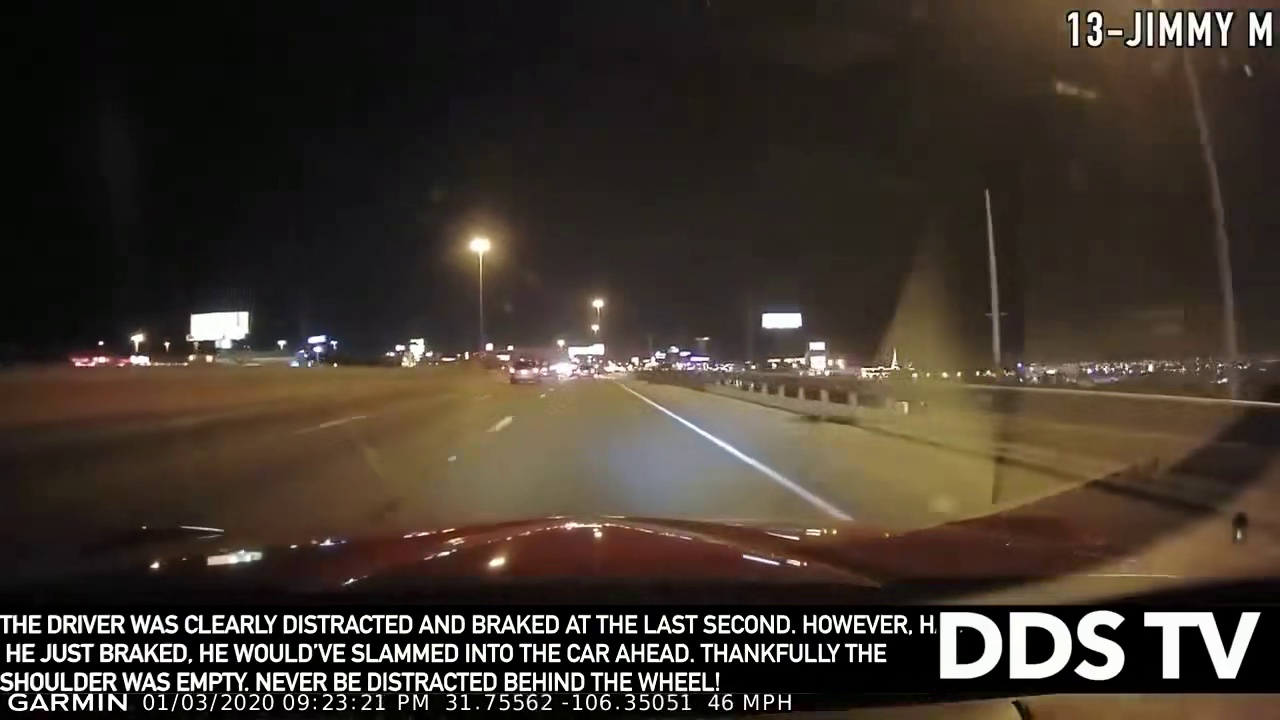 13-JIMMY M
THE DRIVER WAS CLEARLY DISTRACTED AND BRAKED AT THE LAST SECOND. HOWEVER,
HE JUST BRAKED, HE WOULD'VE SLAMMED INTO THE CAR AHEAD. THANKFULLY THE
SHOULDER WAS EMPTY. NEVER BE DISTRACTED BEHIND THE WHEEL!
DDS TV
GARMIN 01/03/2020 09:23:21 PM 31.75562 -106.35051 46 MPH